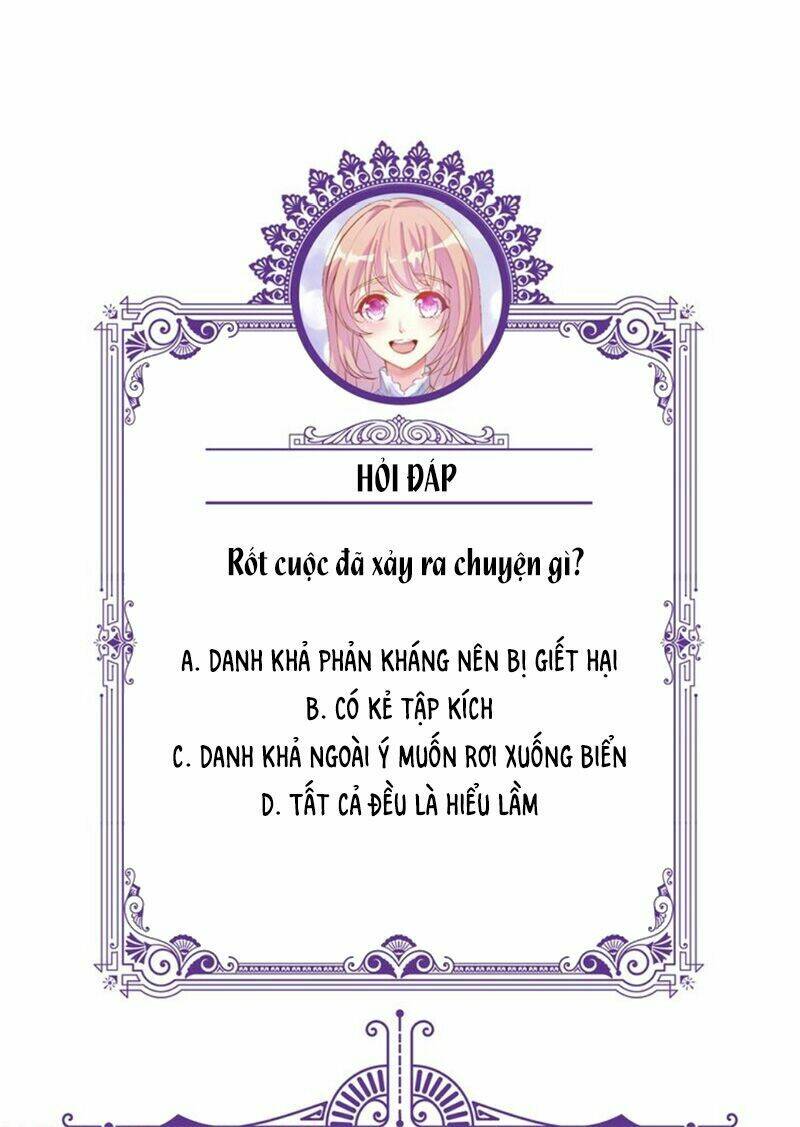 HỎI ĐÁP
Rốt cuộc đã xảy ra chuyện gì?
A. DANH KHẢ PHẢN KHÁNG NÊN BỊ GIẾT HẠI
B. CÓ KẺ TẬP KÍCH
C. DANH KHẢ NGOÀI Ý MUỐN RƠI XUỐNG BIỂN
D. TẤT CẢ ĐỀU LÀ HIỂU LẦM